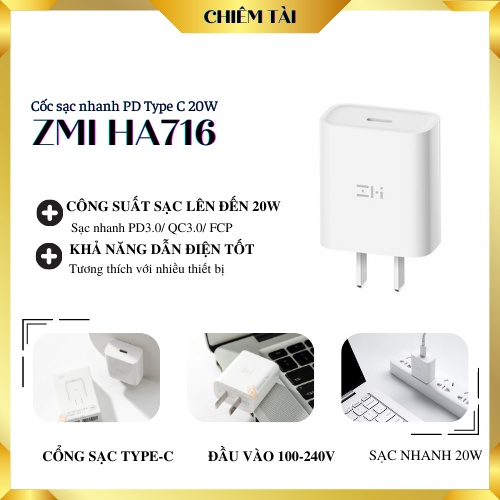 CHIÊM TÀI
Cốc sạc nhanh PD Type C 20W
ZMI HA716
ZMI
CÔNG SUẤT SẠC LÊN ĐẾN 20W
Sạc nhanh PD3.0/ QC3.0/ FCP
KHẢ NĂNG DẪN ĐIỆN TỐT
Tương thích với nhiều thiết bị
CỔNG SẠC TYPE-C
ĐẦU VÀO 100-240V
SẠC NHANH 20W